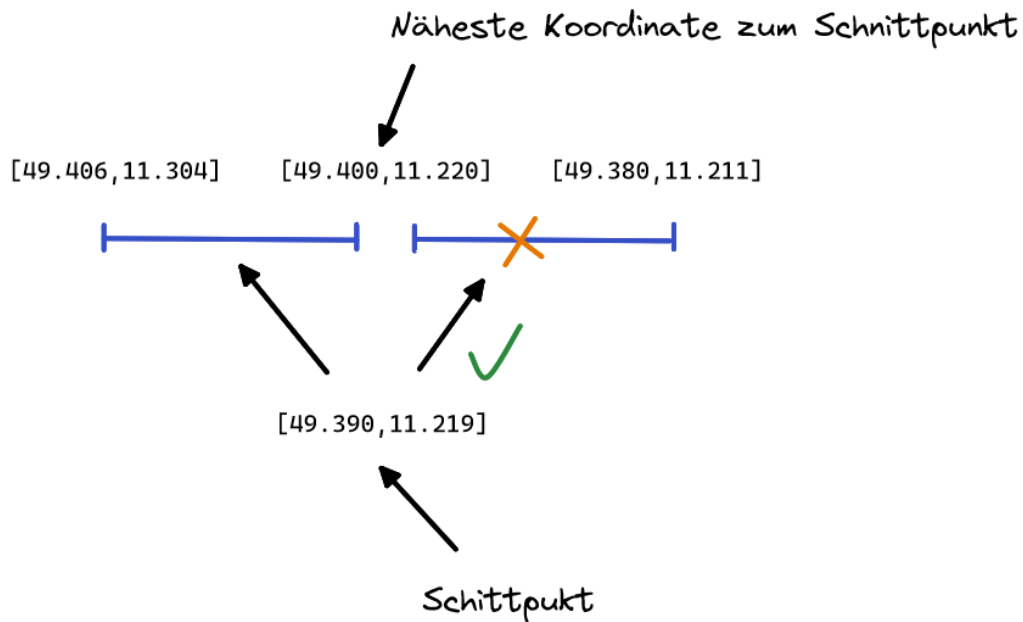 Näheste Koordinate zum Schnittpunkt
[49.406,11.304] [49.400,11.220] [49.380,11.211]
[49.390,11.219]
Schittpukt